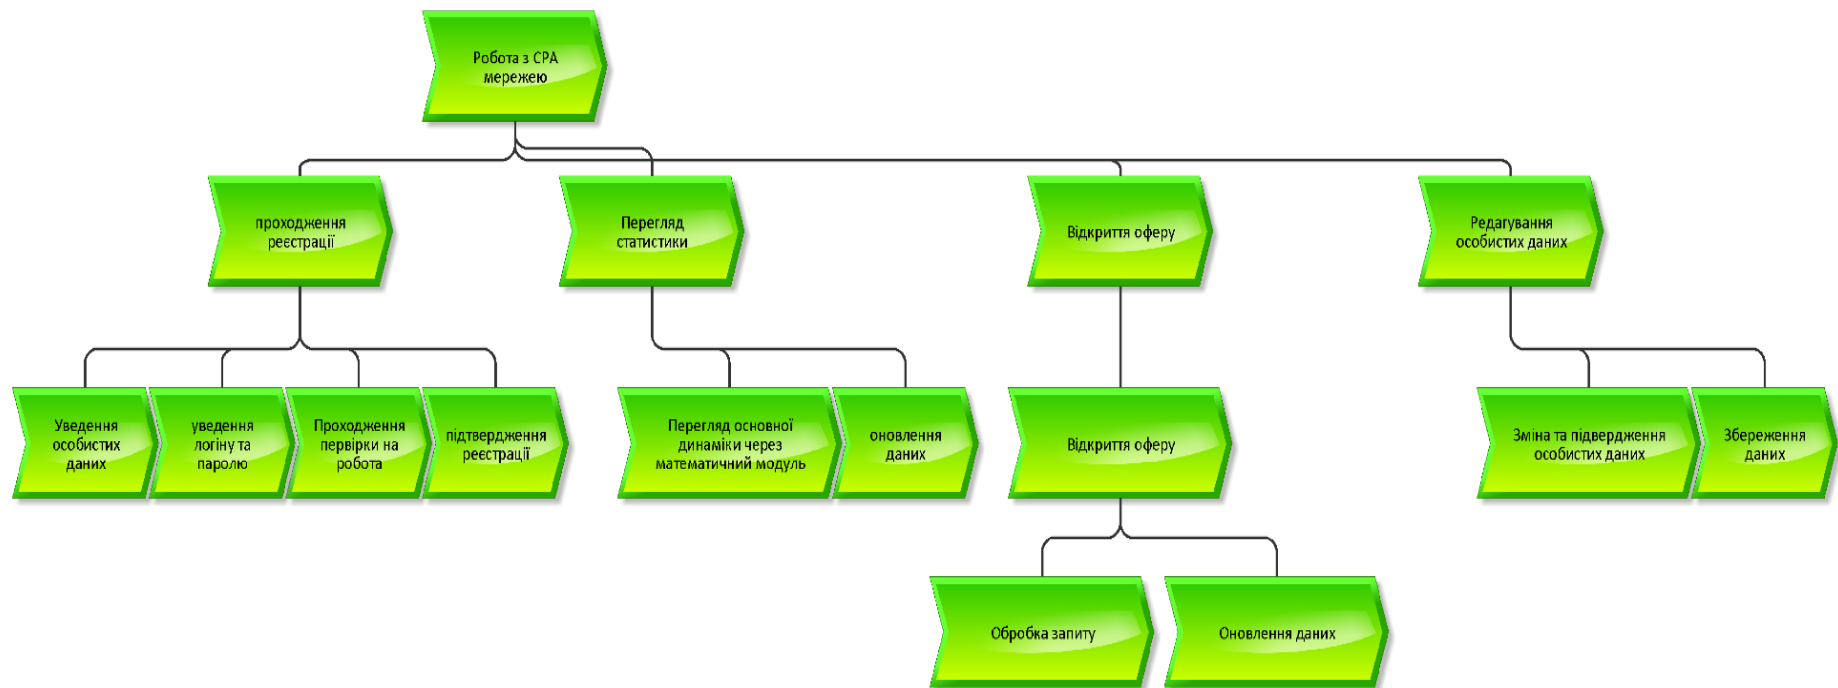 Робота з СРА
мережею
проходження
реєстрації
Перегляд
статистики
Відкриття оферу
Редагування
особистих даних
Уведення
особистих
даних
уведення
логіну та
паролю
Проходження
первірки на
робота
підтвердження
реєстрації
Перегляд основної
динаміки через
математичний модуль
оновлення
даних
Відкриття оферу
Зміна та підвердження
особистих даних
Збереження
даних
Обробка запиту
Оновлення даних